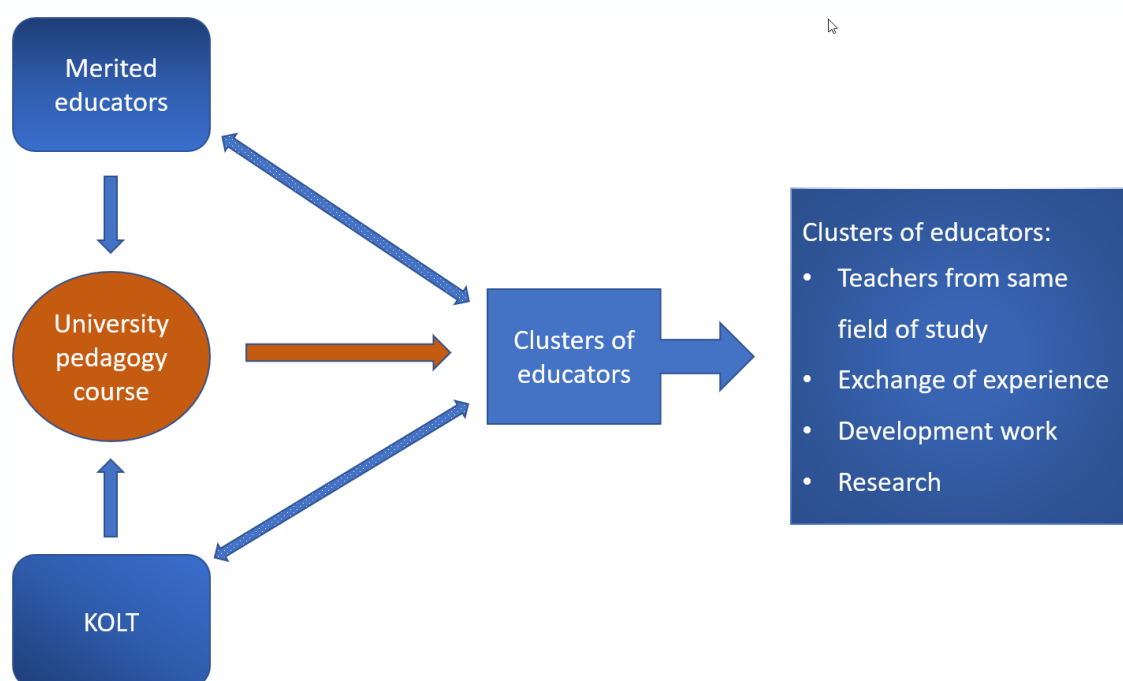 Merited
educators
University
pedagogy
course
KOLT
Clusters of
educators
Clusters of educators:
• Teachers from same
field of study
• Exchange of experience
• Development work
• Research